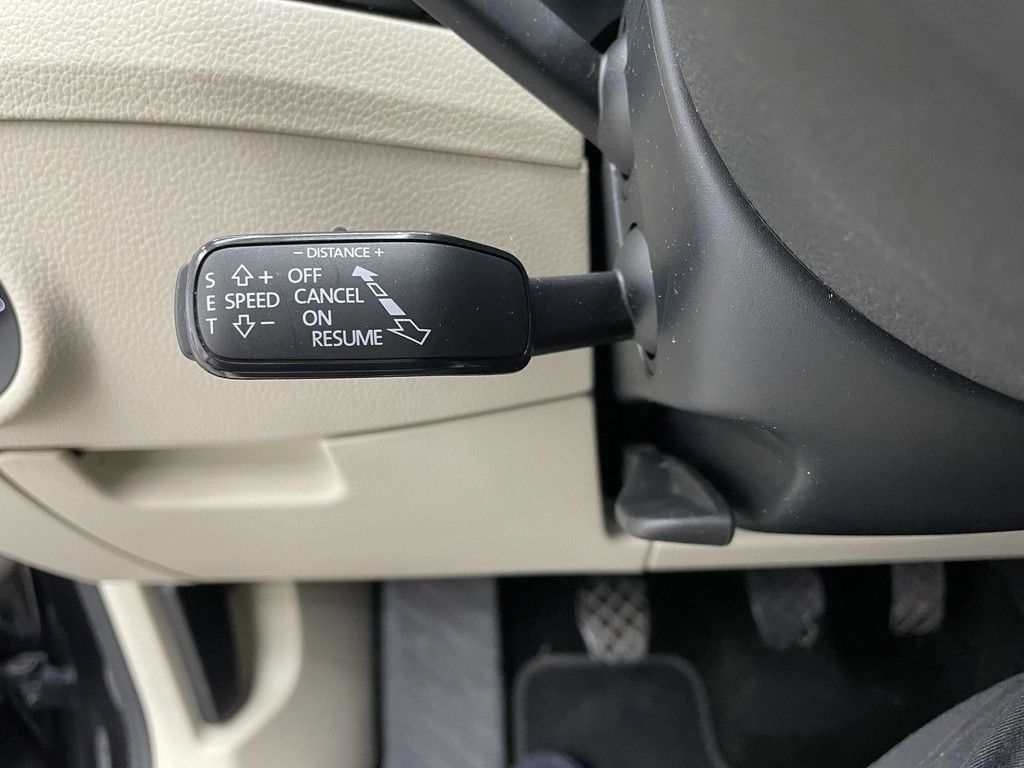 - DISTANCE +
S E T
+
SPEED
-
OFF
CANCEL
ON
RESUME